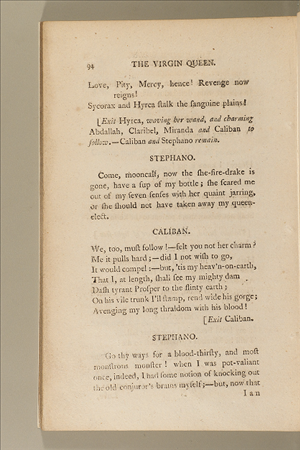 94 THE VIRGIN QUEEN.
Love, Pity, Mercy, hence! Revenge now
reigns!
Sycorax and Hyrca ſtalk the ſanguine plains!
[Exit Hyrca, waving her wand, and charming
Abdallah, Claribel, Miranda and Caliban to
follow.—Caliban and Stephano remain.
STEPHANO.
Come, mooncalf, now the ſhe-fire-drake is
gone, have a ſup of my bottle; ſhe ſcared me
out of my ſeven ſenſes with her quaint jarring,
or ſhe ſhould not have taken away my queen-
elect.
CALIBAN.
We, too, muſt follow!—felt you not her charm?
Me it pulls hard;—did I not wiſh to go,
It would compel:—but, 'tis my heav'n-on-earth,
That I, at length, ſhall ſee my mighty dam
Daſh tyrant Proſper to the flinty earth;
On his vile trunk I'll ſtamp, rend wide his gorge;
Avenging my long thraldom with his blood!
[Exit Caliban.
STEPHANO.
Go thy ways for a blood-thirſty, and moſt
monſtrous monſter! when I was pot-valiant
once, indeed, I had ſome notion of knocking out
the old conjuror's brains myſelf;—but, now that
I an